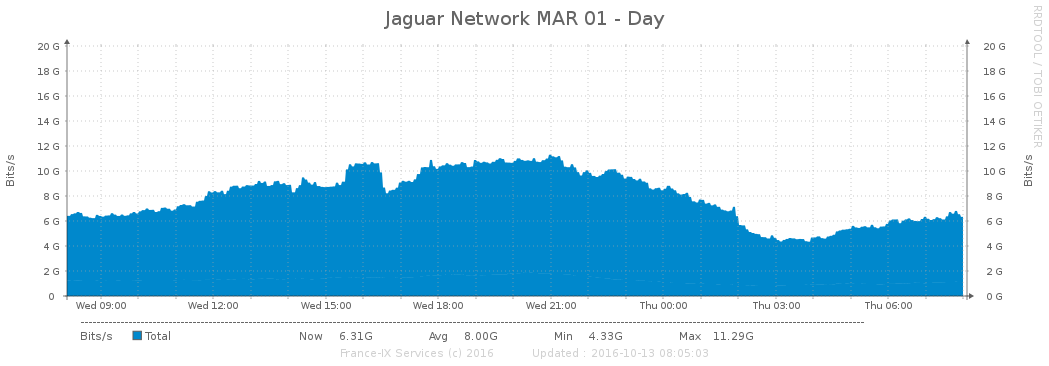 Jaguar Network MAR 01 - Day
RRDTOOL / TOBI OETIKER
Bits/s
20 G
18 G
16 G
14 G
12 G
10 G
8 G
6 G
4 G
2 G
0
20 G
18 G
16 G
14 G
12 G
10 G
8 G
6 G
4 G
2 G
0 G
Bits/s
Wed 09:00 Wed 12:00 Wed 15:00 Wed 18:00 Wed 21:00 Thu 00:00 Thu 03:00 Thu 06:00
Bits/s Total Now 6.31G Avg 8.00G Min 4.33G Max 11.29G
France-IX Services (c) 2016 Updated : 2016-10-13 08:05:03